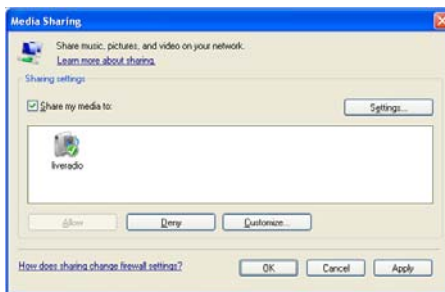 Media Sharing
Share music, pictures, and video on your network.
Learn more about sharing.
Sharing settings
Share my media to:
Settings...
liveradio
Allow
Deny
Customize...
How does sharing change firewall settings?
OK
Cancel
Apply